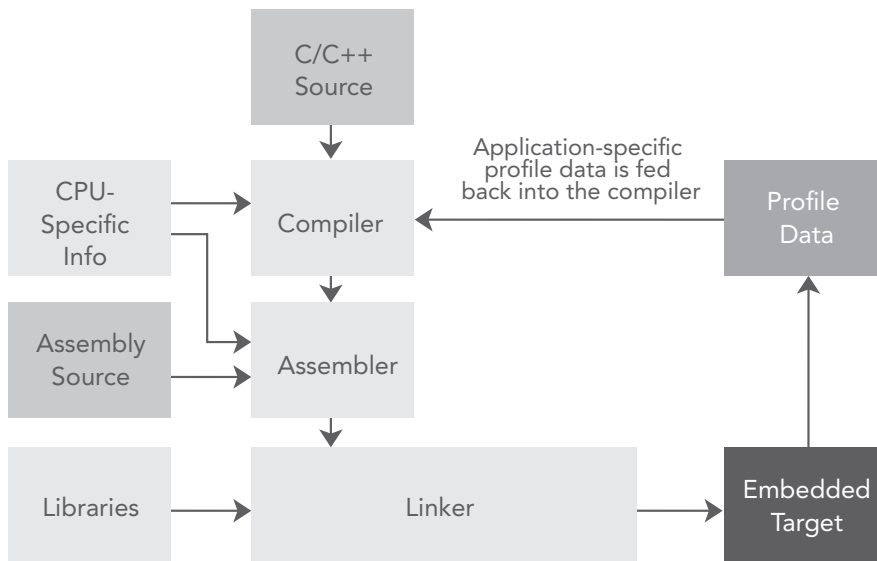 C/C++
Source
Application-specific
profile data is fed
back into the compiler
CPU-
Specific
Info
Compiler
Profile
Data
Assembly
Source
Assembler
Libraries
Linker
Embedded
Target